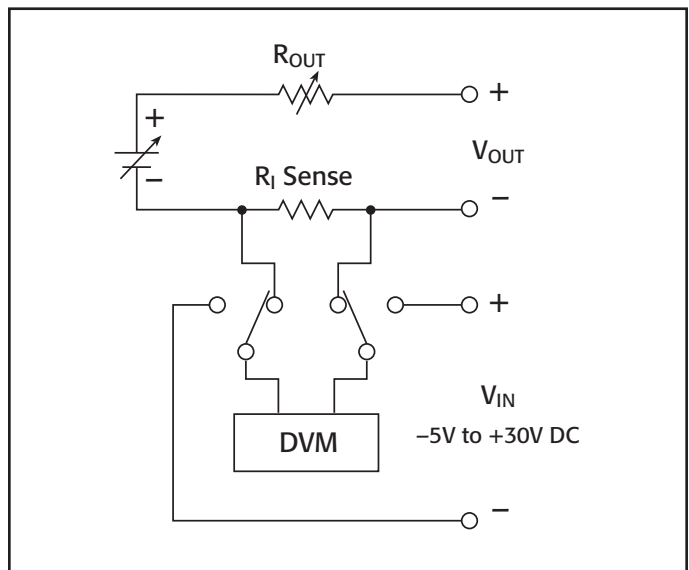 R_OUT
+
+
V_OUT
−
R_I Sense
−
+
V_IN
−5V to +30V DC
DVM
−